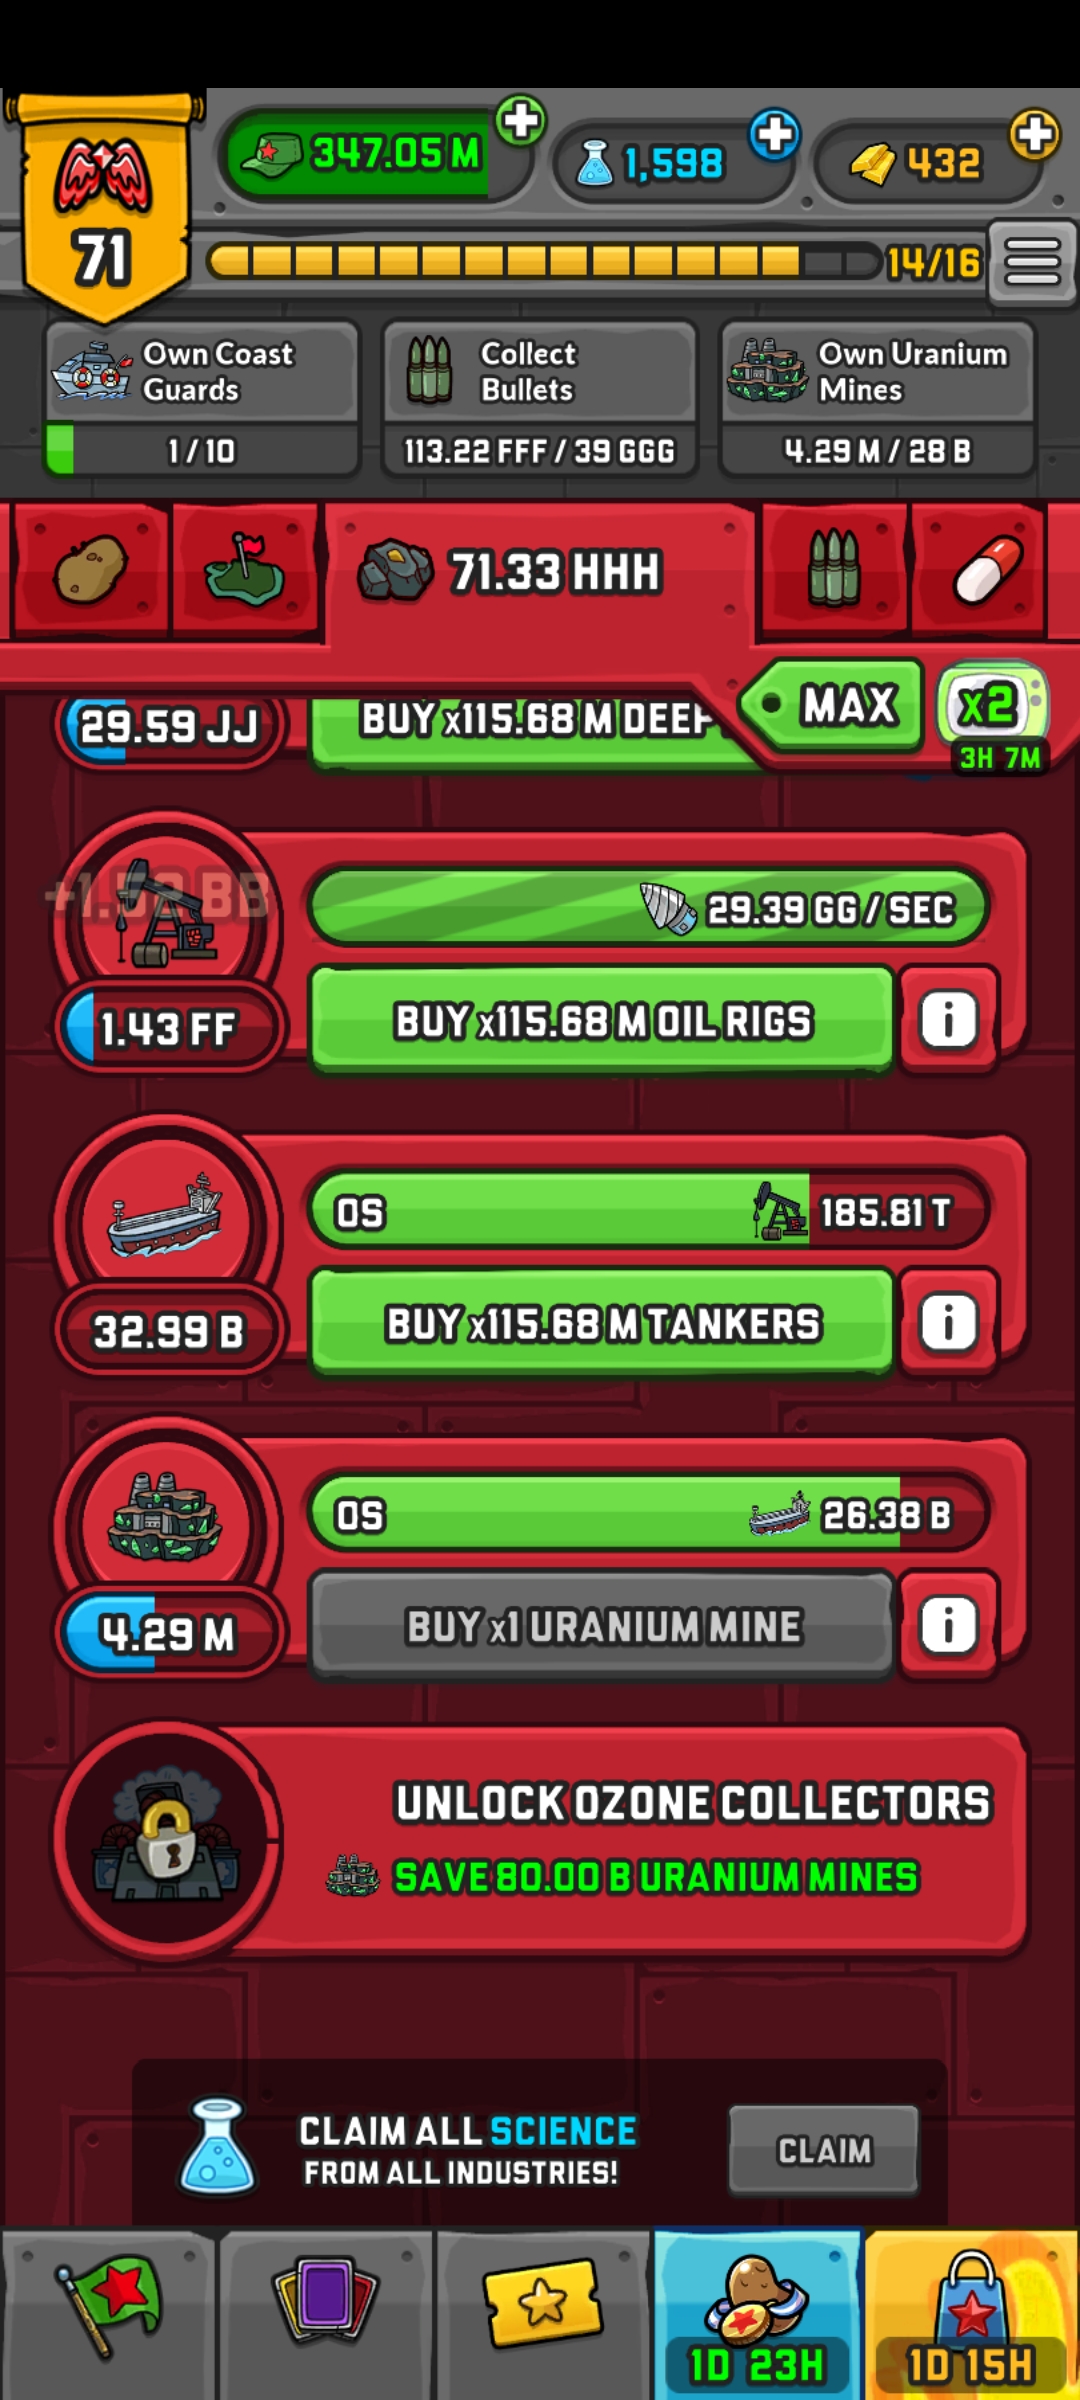 347.05 M
1,598
432
71
14/16
Own Coast
Guards
1 / 10
Collect
Bullets
113.22 FFF / 39 GGG
Own Uranium
Mines
4.29 M / 28 B
71.33 HHH
MAX
x2
3H 7M
29.59 JJ
BUY x115.68 M DEEP
29.39 GG / SEC
BUY x115.68 M OIL RIGS
1.43 FF
0S
185.81 T
BUY x115.68 M TANKERS
32.99 B
0S
26.38 B
BUY x1 URANIUM MINE
4.29 M
UNLOCK OZONE COLLECTORS
SAVE 80.00 B URANIUM MINES
CLAIM ALL SCIENCE
FROM ALL INDUSTRIES!
CLAIM
1D 23H
1D 15H